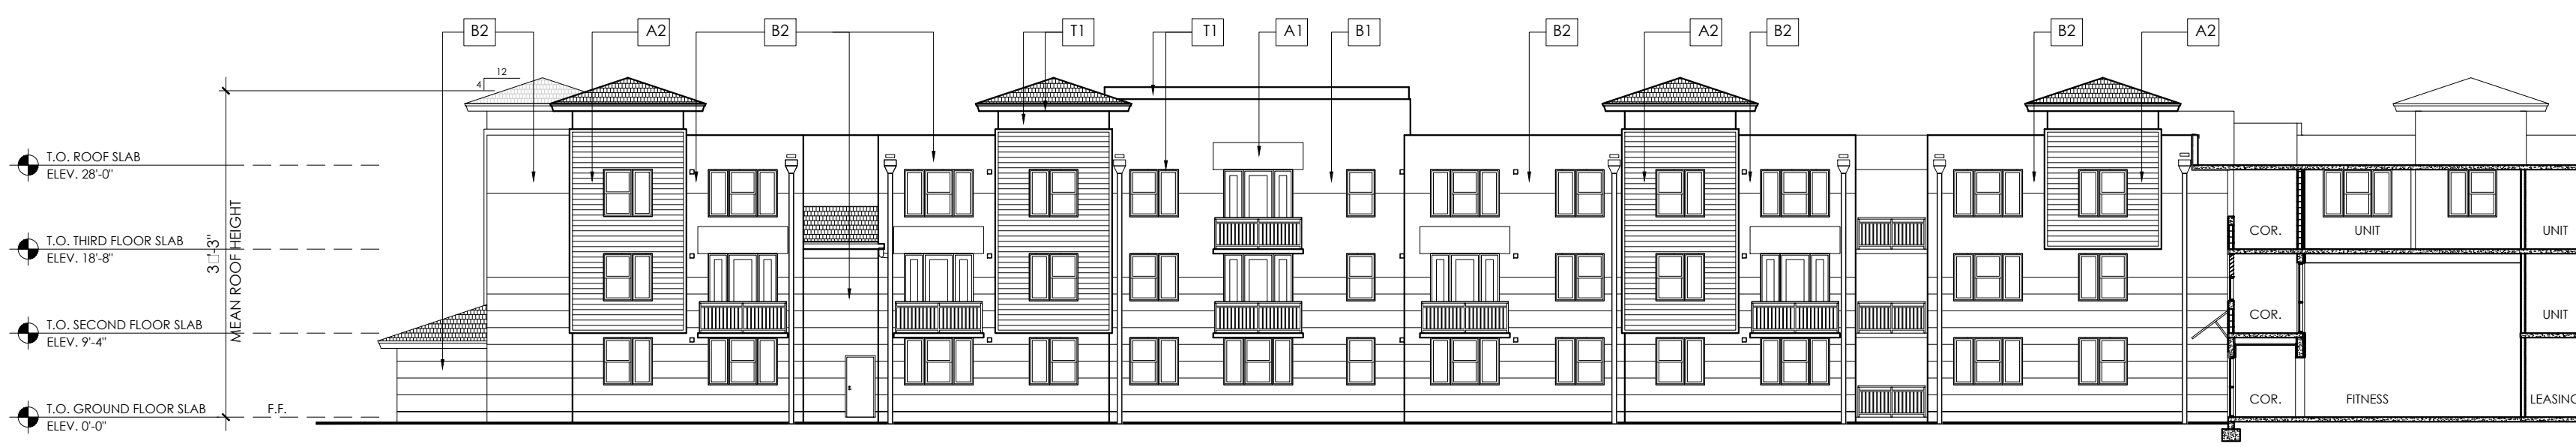 B2
A2
B2
T1
T1
A1
B1
B2
A2
B2
B2
A2
12
4
T.O. ROOF SLAB
ELEV. 28'-0"
T.O. THIRD FLOOR SLAB
ELEV. 18'-8"
T.O. SECOND FLOOR SLAB
ELEV. 9'-4"
T.O. GROUND FLOOR SLAB
ELEV. 0'-0"
F.F.
MEAN ROOF HEIGHT
COR.
UNIT
UNIT
COR.
UNIT
COR.
FITNESS
LEASING